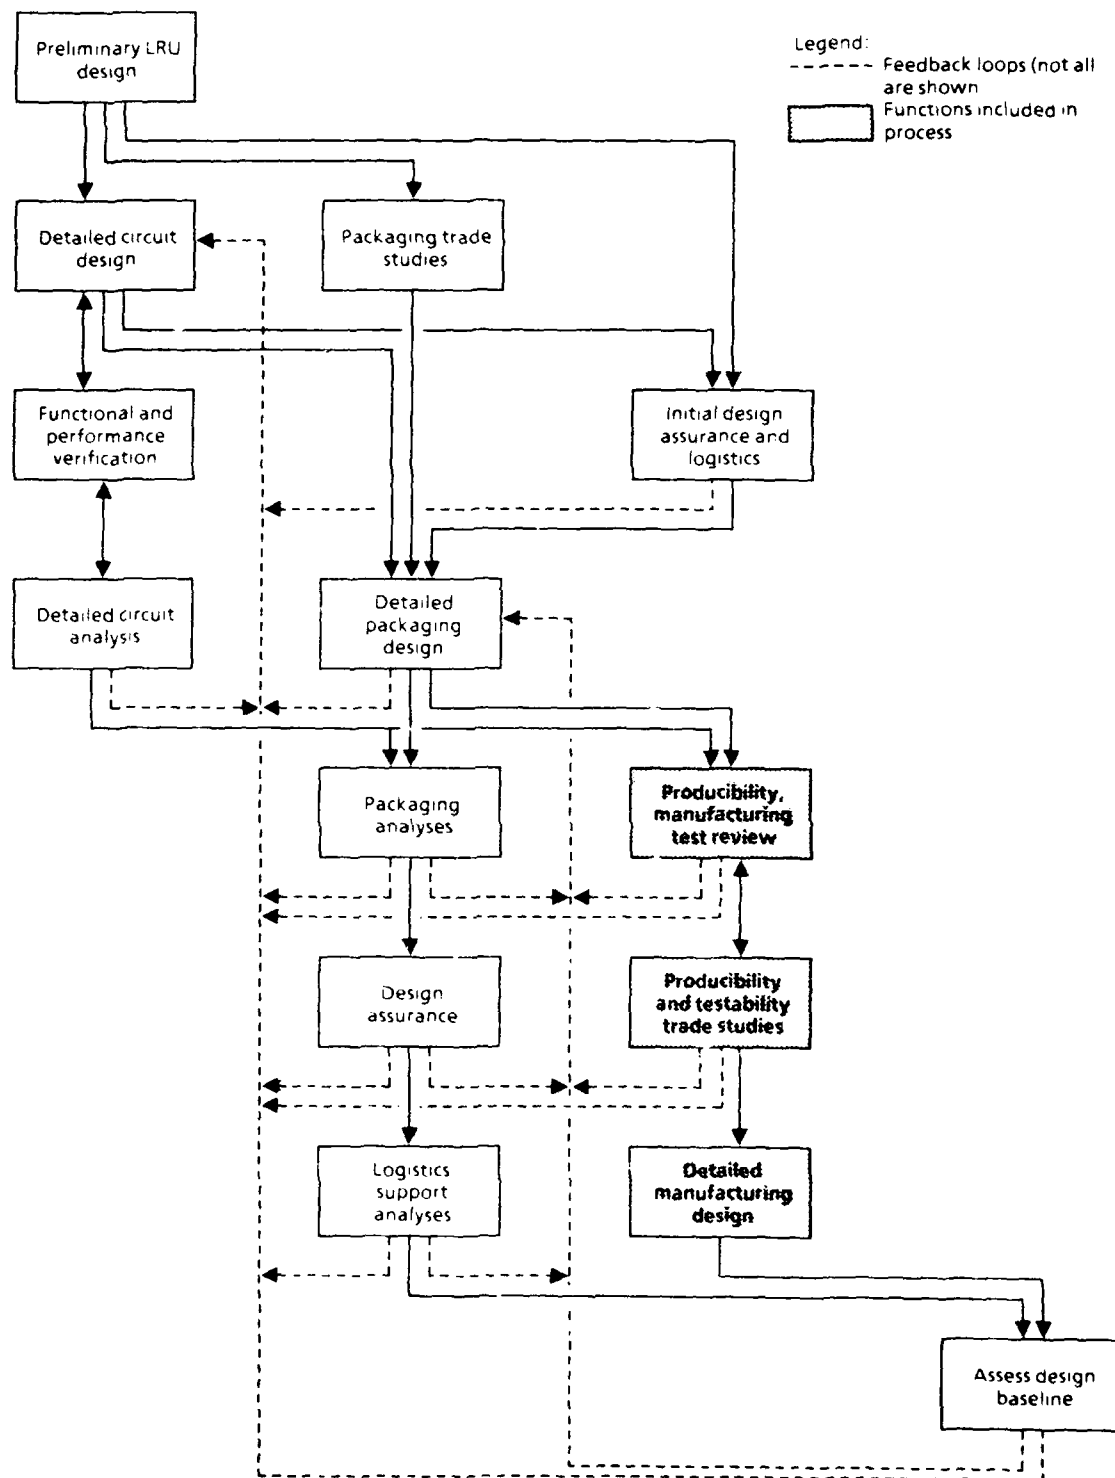 Preliminary LRU
design
Legend:
Feedback loops (not all
are shown
Functions included in
process
Detailed circuit
design
Packaging trade
studies
Functional and
performance
verification
Initial design
assurance and
logistics
Detailed circuit
analysis
Detailed
packaging
design
Packaging
analyses
Producibility,
manufacturing
test review
Design
assurance
Producibility
and testability
trade studies
Logistics
support
analyses
Detailed
manufacturing
design
Assess design
baseline